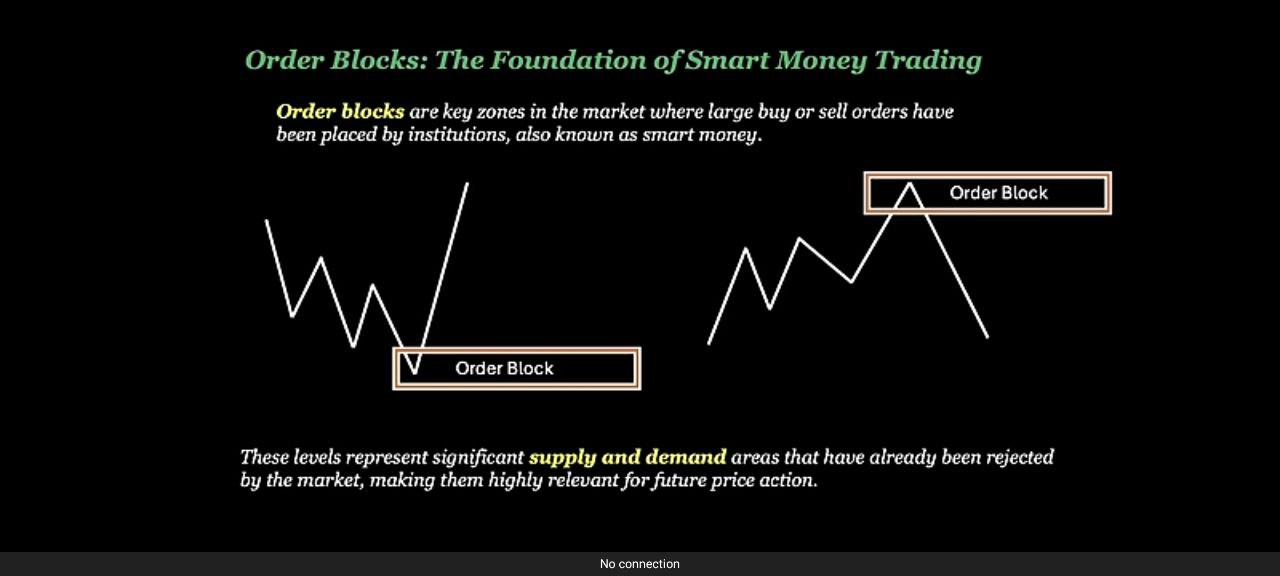 Order Blocks: The Foundation of Smart Money Trading
Order blocks are key zones in the market where large buy or sell orders have
been placed by institutions, also known as smart money.
Order Block
Order Block
These levels represent significant supply and demand areas that have already been rejected
by the market, making them highly relevant for future price action.
No connection